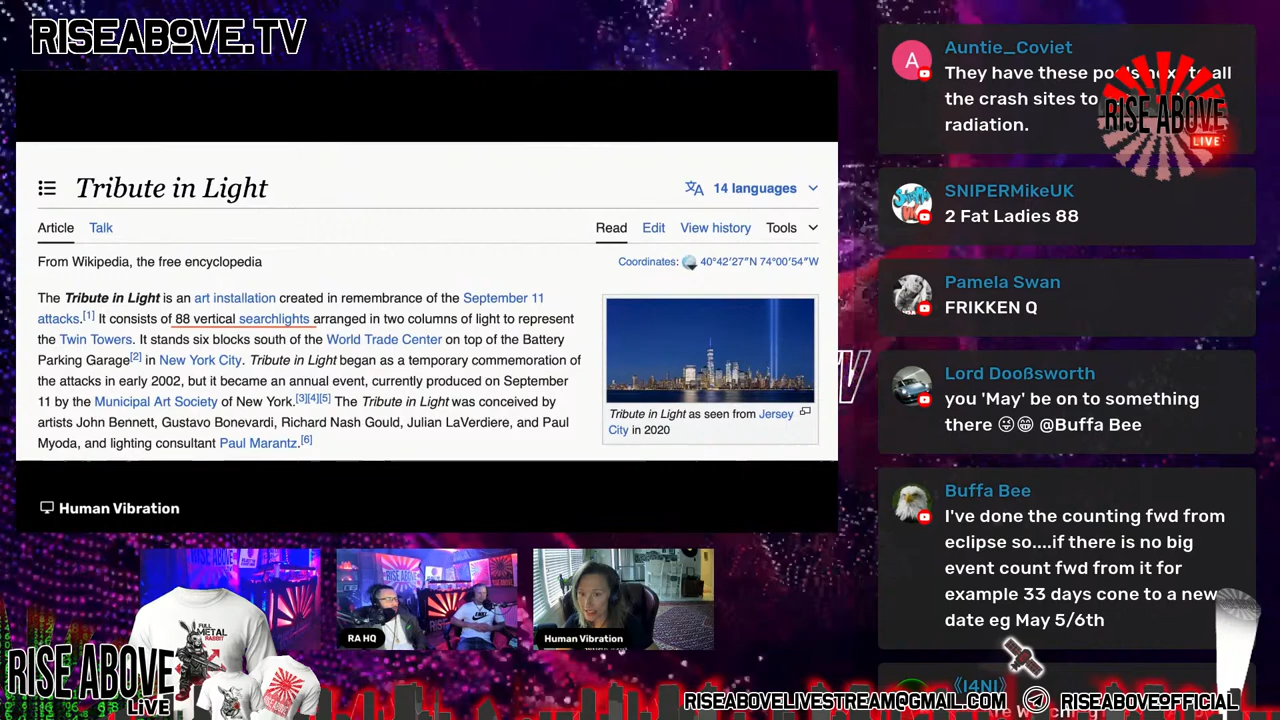 RISEABOVE.TV
Tribute in Light
14 languages
Article Talk
Read Edit View history Tools
From Wikipedia, the free encyclopedia
Coordinates: 40°42′27″N 74°00′54″W
The Tribute in Light is an art installation created in remembrance of the September 11
attacks.[1] It consists of 88 vertical searchlights arranged in two columns of light to represent
the Twin Towers. It stands six blocks south of the World Trade Center on top of the Battery
Parking Garage[2] in New York City. Tribute in Light began as a temporary commemoration of
the attacks in early 2002, but it became an annual event, currently produced on September
11 by the Municipal Art Society of New York.[3][4][5] The Tribute in Light was conceived by
artists John Bennett, Gustavo Bonevardi, Richard Nash Gould, Julian LaVerdiere, and Paul
Myoda, and lighting consultant Paul Marantz.[6]
Tribute in Light as seen from Jersey
City in 2020
Human Vibration
RA HQ
Human Vibration
FULL
METAL
RABBIT
RISE ABOVE
LIVE
A
Auntie_Coviet
They have these next to all
the crash sites to
radiation.
RISE ABOVE
LIVE
SNIPERMikeUK
2 Fat Ladies 88
Pamela Swan
FRIKKEN Q
Lord Dooßsworth
you 'May' be on to something
there 😜😁 @Buffa Bee
Buffa Bee
I've done the counting fwd from
eclipse so....if there is no big
event count fwd from it for
example 33 days cone to a new
date eg May 5/6th
《I4NI》
RISEABOVELIVESTREAM@GMAIL.COM RISEABOVEOFFICIAL